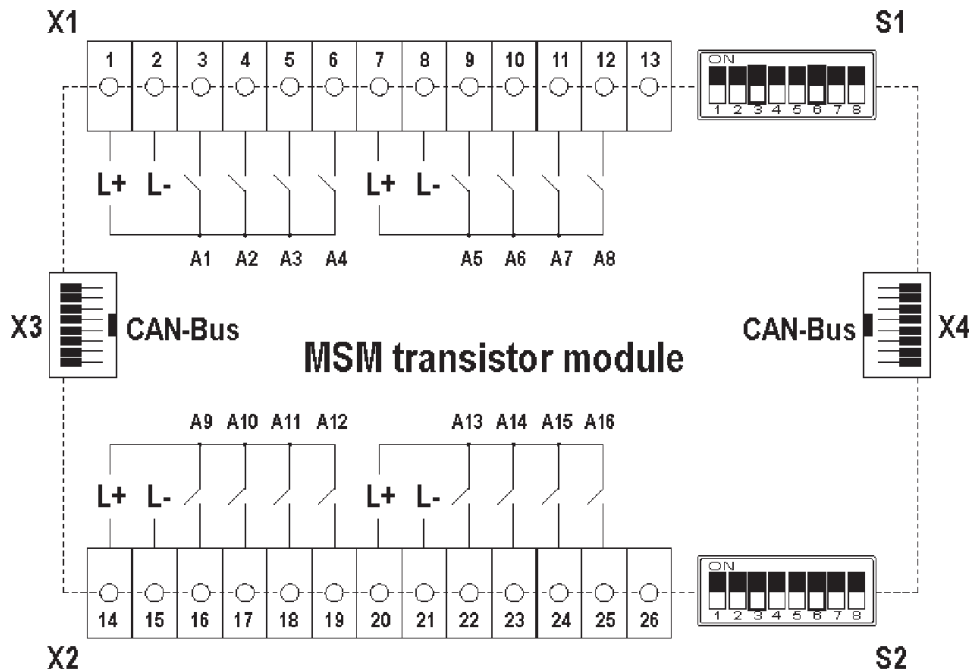 X1 S1
1 2 3 4 5 6 7 8 9 10 11 12 13
ON
1 2 3 4 5 6 7 8
L+ L- L+ L-
A1 A2 A3 A4 A5 A6 A7 A8
X3 CAN-Bus CAN-Bus X4
MSM transistor module
A9 A10 A11 A12 A13 A14 A15 A16
L+ L- L+ L-
ON
14 15 16 17 18 19 20 21 22 23 24 25 26
1 2 3 4 5 6 7 8
X2 S2